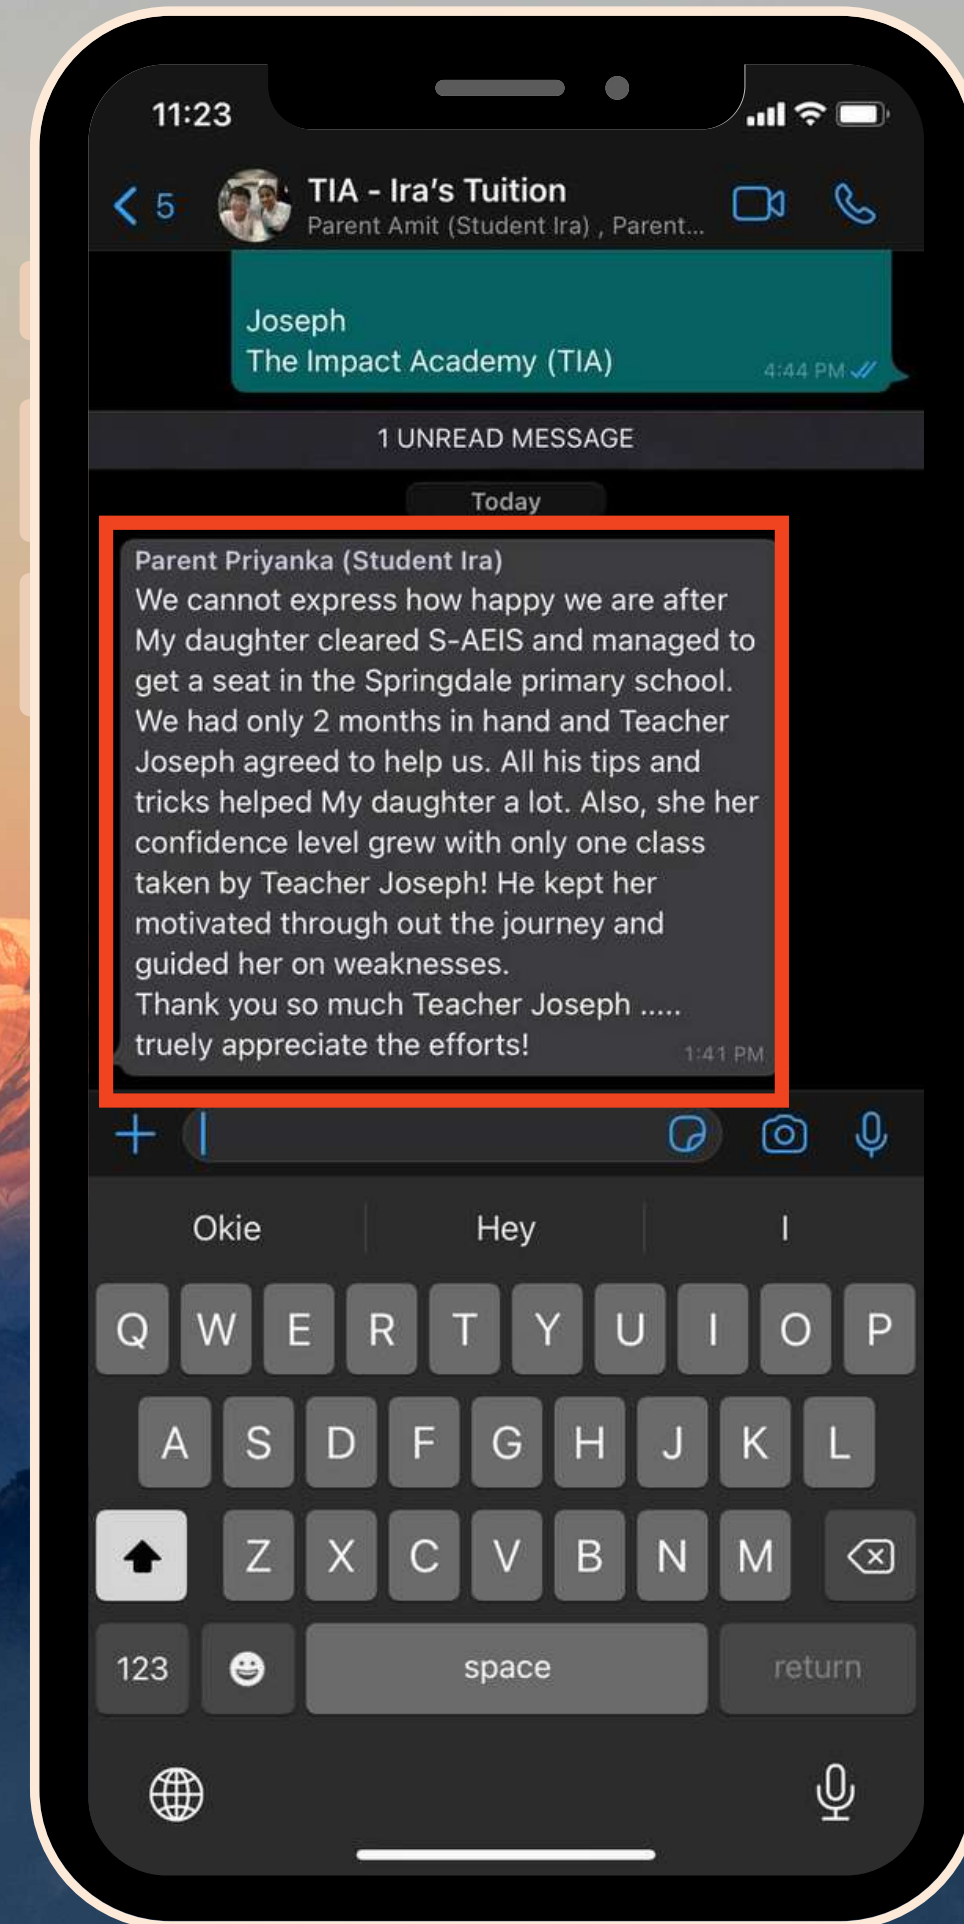 11:23
5
TIA - Ira's Tuition
Parent Amit (Student Ira) , Parent...
Joseph
The Impact Academy (TIA)
4:44 PM
1 UNREAD MESSAGE
Today
Parent Priyanka (Student Ira)
We cannot express how happy we are after
My daughter cleared S-AEIS and managed to
get a seat in the Springdale primary school.
We had only 2 months in hand and Teacher
Joseph agreed to help us. All his tips and
tricks helped My daughter a lot. Also, she her
confidence level grew with only one class
taken by Teacher Joseph! He kept her
motivated through out the journey and
guided her on weaknesses.
Thank you so much Teacher Joseph .....
truely appreciate the efforts!
1:41 PM
Okie Hey I
Q W E R T Y U I O P
A S D F G H J K L
Z X C V B N M
123 space return